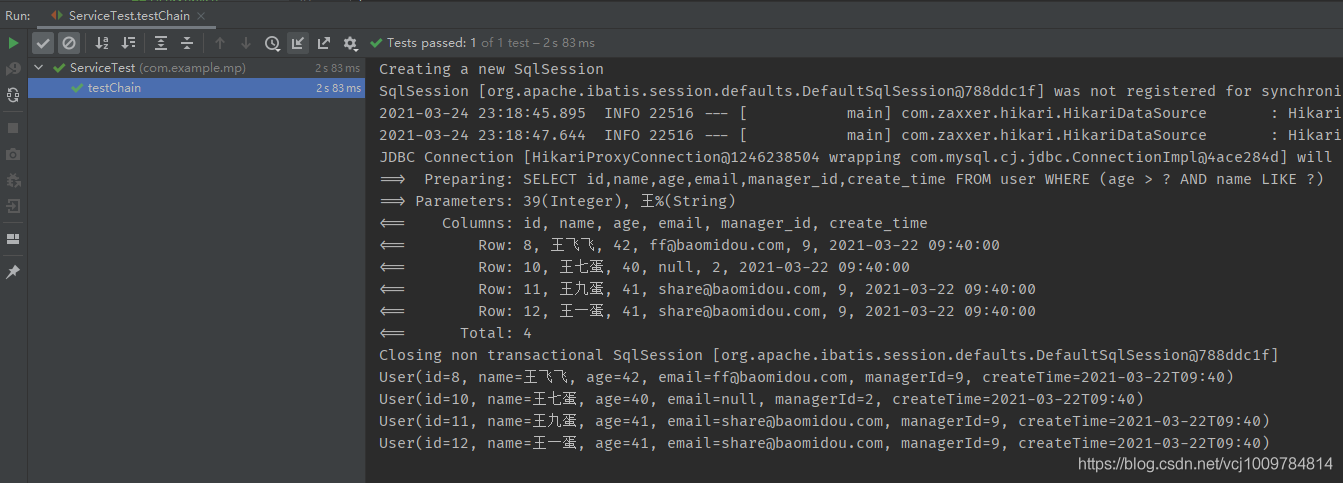 Run: ServiceTest.testChain ×
Tests passed: 1 of 1 test – 2 s 83 ms
ServiceTest (com.example.mp) 2 s 83 ms
testChain 2 s 83 ms
Creating a new SqlSession
SqlSession [org.apache.ibatis.session.defaults.DefaultSqlSession@788ddc1f] was not registered for synchroni
2021-03-24 23:18:45.895 INFO 22516 --- [ main] com.zaxxer.hikari.HikariDataSource : Hikari
2021-03-24 23:18:47.644 INFO 22516 --- [ main] com.zaxxer.hikari.HikariDataSource : Hikari
JDBC Connection [HikariProxyConnection@1246238504 wrapping com.mysql.cj.jdbc.ConnectionImpl@4ace284d] will
==> Preparing: SELECT id,name,age,email,manager_id,create_time FROM user WHERE (age > ? AND name LIKE ?)
==> Parameters: 39(Integer), 王%(String)
<== Columns: id, name, age, email, manager_id, create_time
<== Row: 8, 王飞飞, 42, ff@baomidou.com, 9, 2021-03-22 09:40:00
<== Row: 10, 王七蛋, 40, null, 2, 2021-03-22 09:40:00
<== Row: 11, 王九蛋, 41, share@baomidou.com, 9, 2021-03-22 09:40:00
<== Row: 12, 王一蛋, 41, share@baomidou.com, 9, 2021-03-22 09:40:00
<== Total: 4
Closing non transactional SqlSession [org.apache.ibatis.session.defaults.DefaultSqlSession@788ddc1f]
User(id=8, name=王飞飞, age=42, email=ff@baomidou.com, managerId=9, createTime=2021-03-22T09:40)
User(id=10, name=王七蛋, age=40, email=null, managerId=2, createTime=2021-03-22T09:40)
User(id=11, name=王九蛋, age=41, email=share@baomidou.com, managerId=9, createTime=2021-03-22T09:40)
User(id=12, name=王一蛋, age=41, email=share@baomidou.com, managerId=9, createTime=2021-03-22T09:40)
https://blog.csdn.net/vcj1009784814